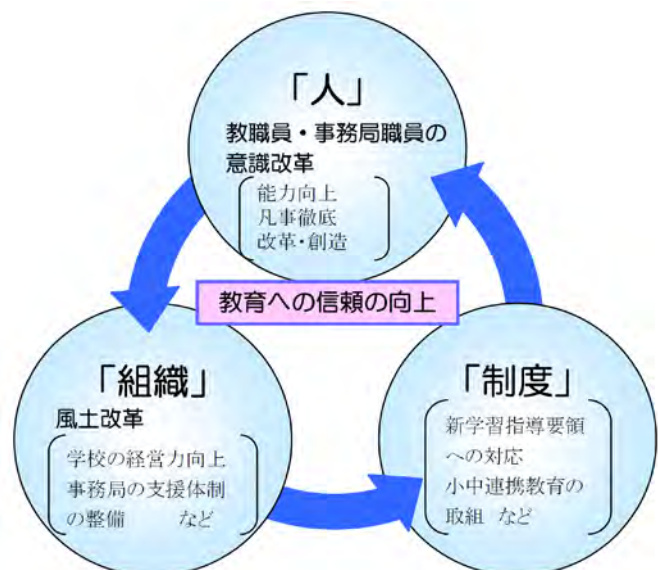 「人」
教職員・事務局職員の
意識改革
能力向上
凡事徹底
改革・創造
教育への信頼の向上
「組織」
風土改革
学校の経営力向上
事務局の支援体制
の整備 など
「制度」
新学習指導要領
への対応
小中連携教育の
取組 など